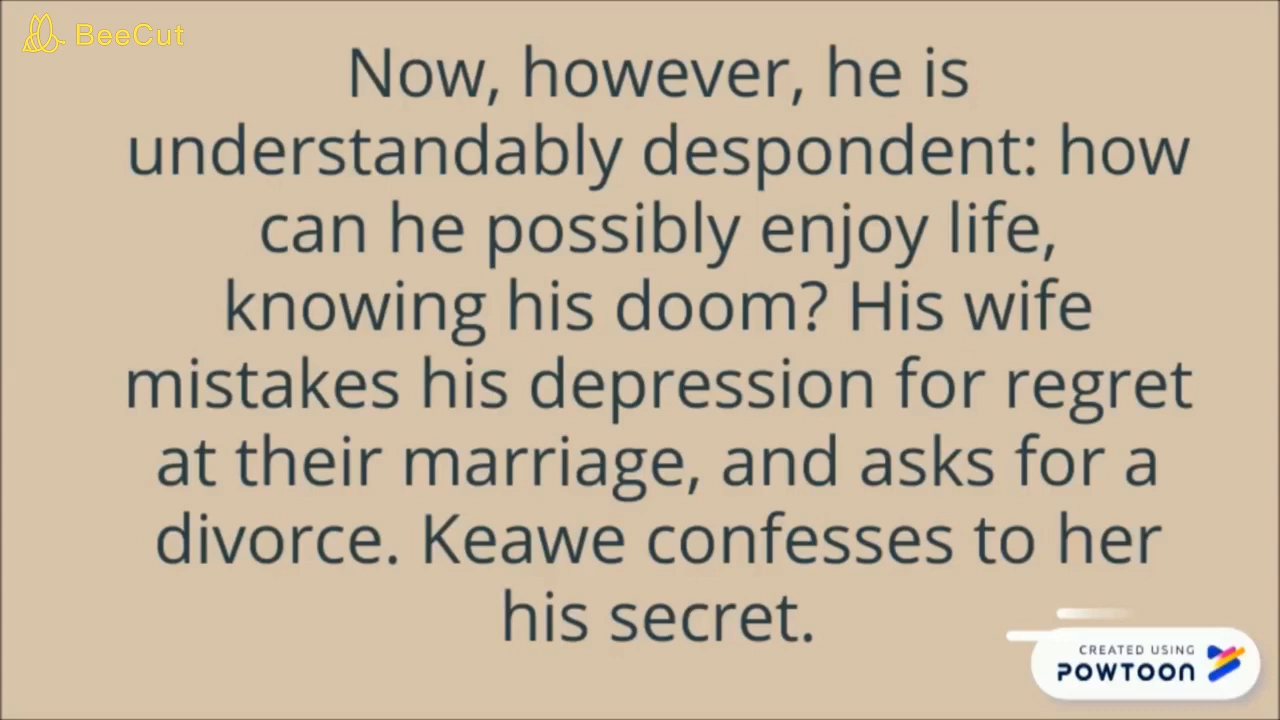 BeeCut
Now, however, he is
understandably despondent: how
can he possibly enjoy life,
knowing his doom? His wife
mistakes his depression for regret
at their marriage, and asks for a
divorce. Keawe confesses to her
his secret.
CREATED USING
POWTOON